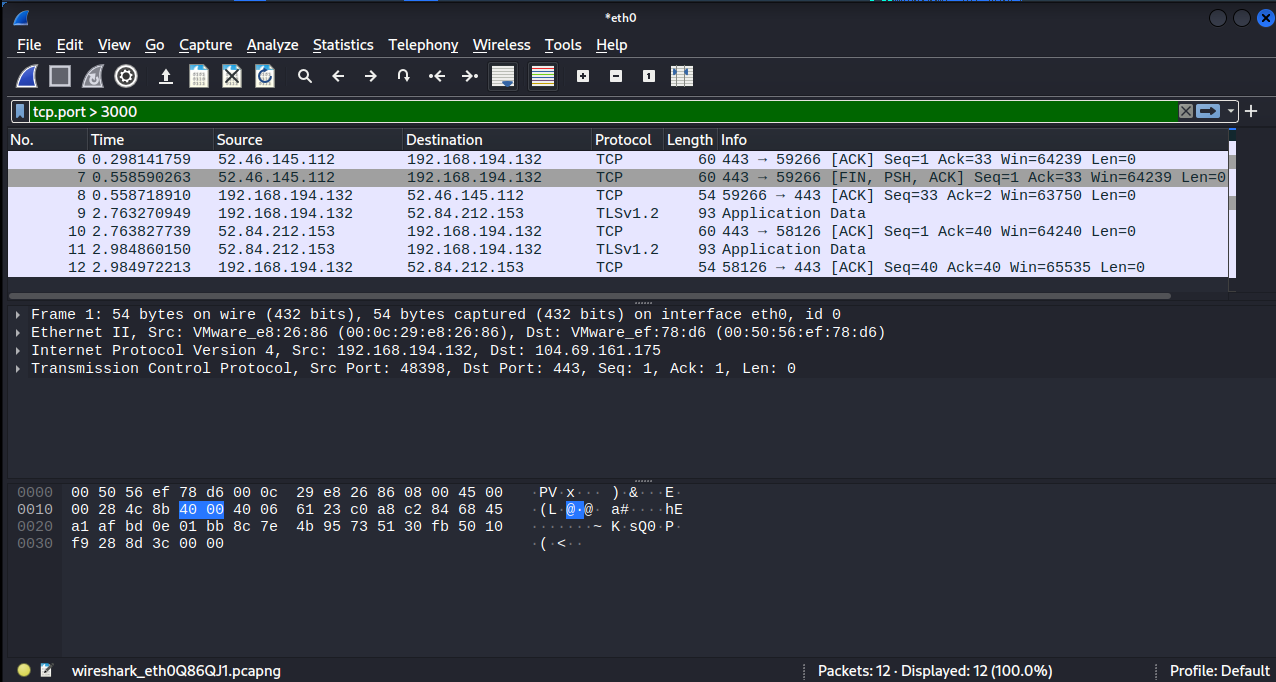 *eth0
File Edit View Go Capture Analyze Statistics Telephony Wireless Tools Help
tcp.port > 3000
No. Time Source Destination Protocol Length Info
6 0.298141759 52.46.145.112 192.168.194.132 TCP 60 443 → 59266 [ACK] Seq=1 Ack=33 Win=64239 Len=0
7 0.558590263 52.46.145.112 192.168.194.132 TCP 60 443 → 59266 [FIN, PSH, ACK] Seq=1 Ack=33 Win=64239 Len=0
8 0.558718910 192.168.194.132 52.46.145.112 TCP 54 59266 → 443 [ACK] Seq=33 Ack=2 Win=63750 Len=0
9 2.763270949 192.168.194.132 52.84.212.153 TLSv1.2 93 Application Data
10 2.763827739 52.84.212.153 192.168.194.132 TCP 60 443 → 58126 [ACK] Seq=1 Ack=40 Win=64240 Len=0
11 2.984860150 52.84.212.153 192.168.194.132 TLSv1.2 93 Application Data
12 2.984972213 192.168.194.132 52.84.212.153 TCP 54 58126 → 443 [ACK] Seq=40 Ack=40 Win=65535 Len=0
Frame 1: 54 bytes on wire (432 bits), 54 bytes captured (432 bits) on interface eth0, id 0
Ethernet II, Src: VMware_e8:26:86 (00:0c:29:e8:26:86), Dst: VMware_ef:78:d6 (00:50:56:ef:78:d6)
Internet Protocol Version 4, Src: 192.168.194.132, Dst: 104.69.161.175
Transmission Control Protocol, Src Port: 48398, Dst Port: 443, Seq: 1, Ack: 1, Len: 0
0000 00 50 56 ef 78 d6 00 0c 29 e8 26 86 08 00 45 00 ·PV·x··· )·&···E·
0010 00 28 4c 8b 40 00 40 06 61 23 c0 a8 c2 84 68 45 ·(L·@·@· a#····hE
0020 a1 af bd 0e 01 bb 8c 7e 4b 95 73 51 30 fb 50 10 ·······~ K·sQ0·P·
0030 f9 28 8d 3c 00 00 ·(·<··
wireshark_eth0Q86QJ1.pcapng Packets: 12 · Displayed: 12 (100.0%) Profile: Default